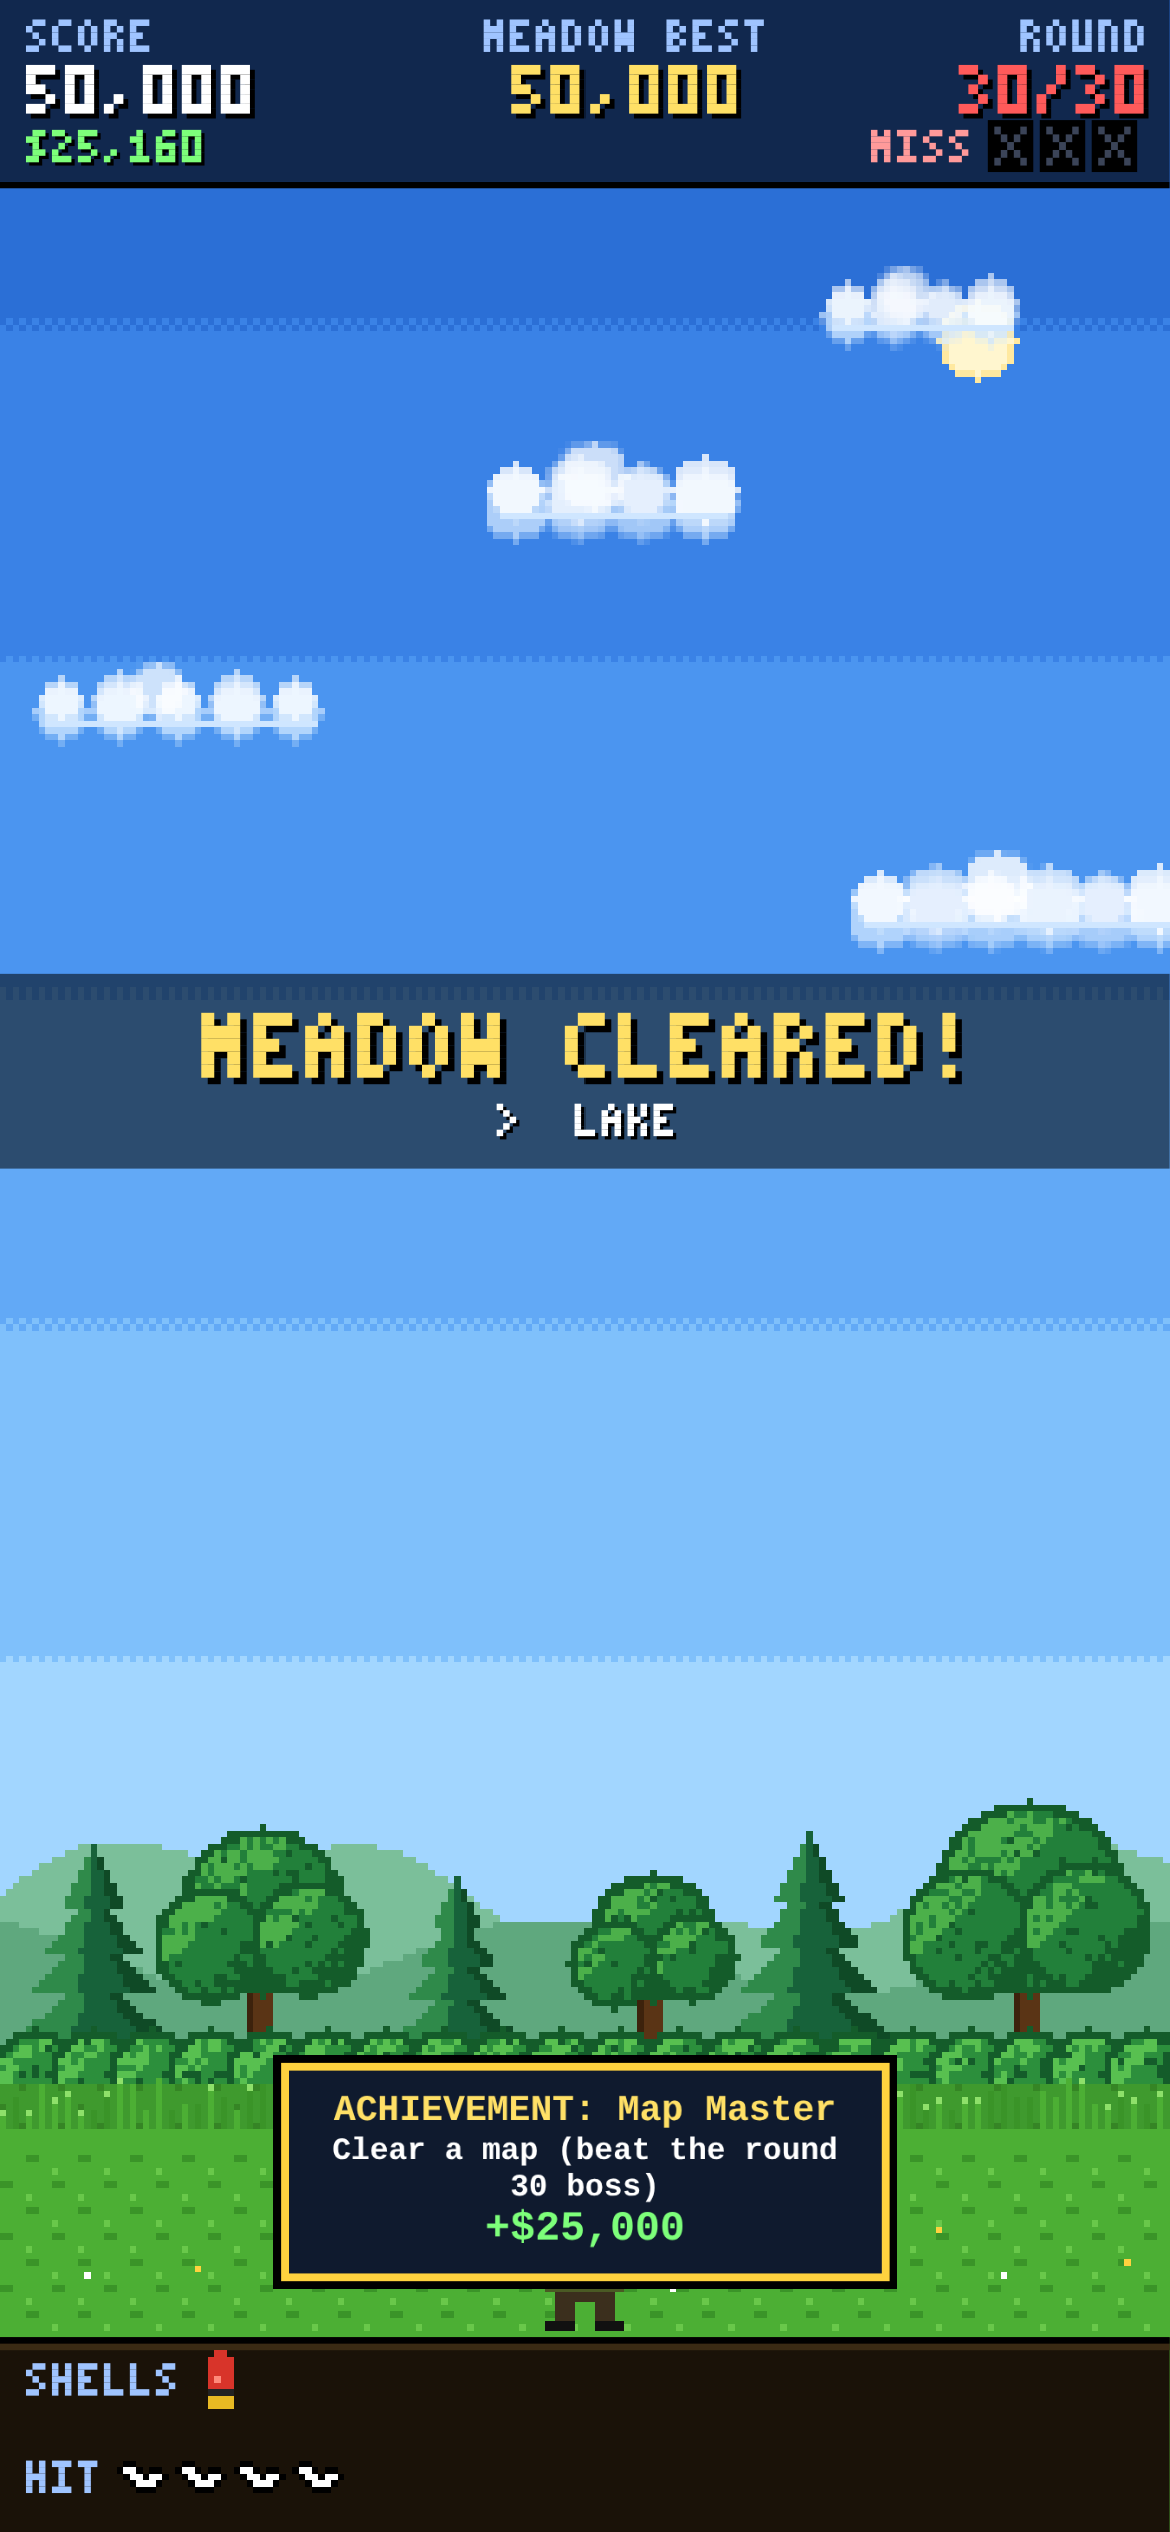 SCORE MEADOW BEST ROUND
50,000 50,000 30/30
$25,160 MISS X X X
MEADOW CLEARED!
> LAKE
ACHIEVEMENT: Map Master
Clear a map (beat the round
30 boss)
+$25,000
SHELLS
HIT